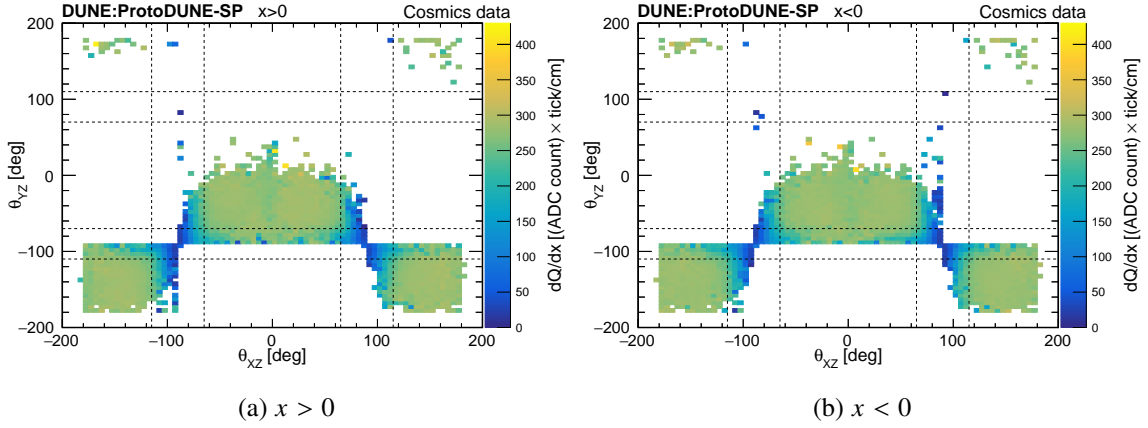 DUNE:ProtoDUNE-SP x>0 Cosmics data
200
100
0
−100
−200
θYZ [deg]
−200 −100 0 100 200
θXZ [deg]
400
350
300
250
200
150
100
50
0
dQ/dx [(ADC count) × tick/cm]
(a) x > 0
DUNE:ProtoDUNE-SP x<0 Cosmics data
200
100
0
−100
−200
θYZ [deg]
−200 −100 0 100 200
θXZ [deg]
400
350
300
250
200
150
100
50
0
dQ/dx [(ADC count) × tick/cm]
(b) x < 0